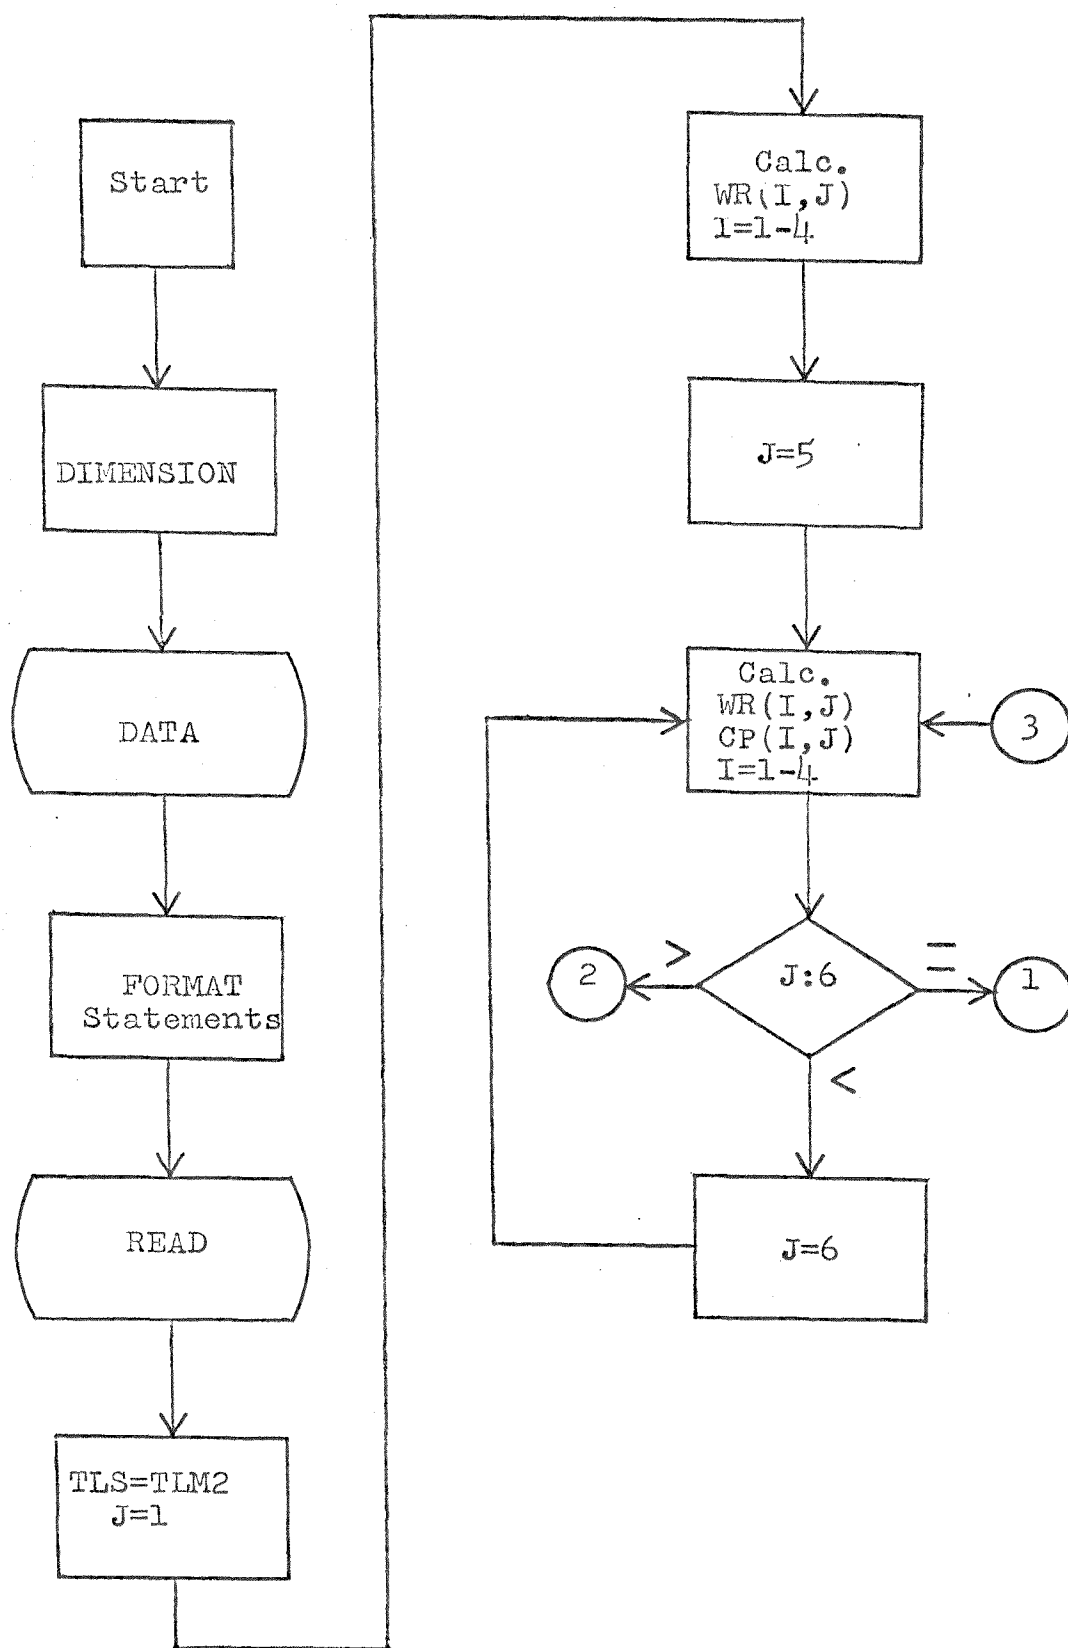 Start
DIMENSION
DATA
FORMAT
Statements
READ
TLS=TLM2
J=1
Calc.
WR(I,J)
I=1-4
J=5
Calc.
WR(I,J)
CP(I,J)
I=1-4
3
J:6
>
2
=
1
<
J=6